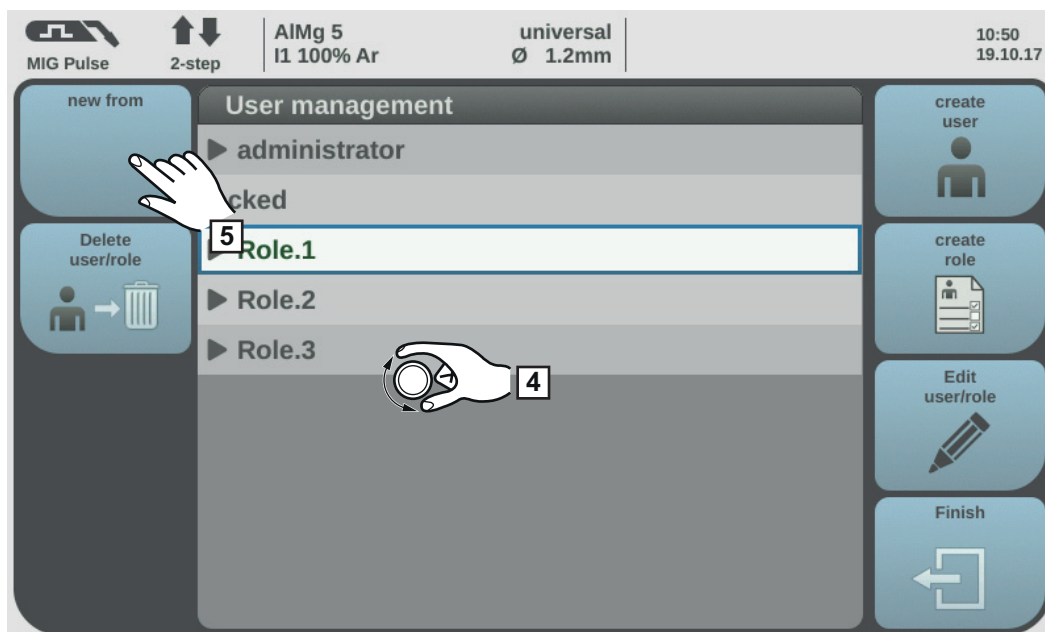 MIG Pulse
2-step
AlMg 5
I1 100% Ar
universal
Ø 1.2mm
10:50
19.10.17
new from
Delete
user/role
User management
administrator
cked
Role.1
Role.2
Role.3
5
4
create
user
create
role
Edit
user/role
Finish